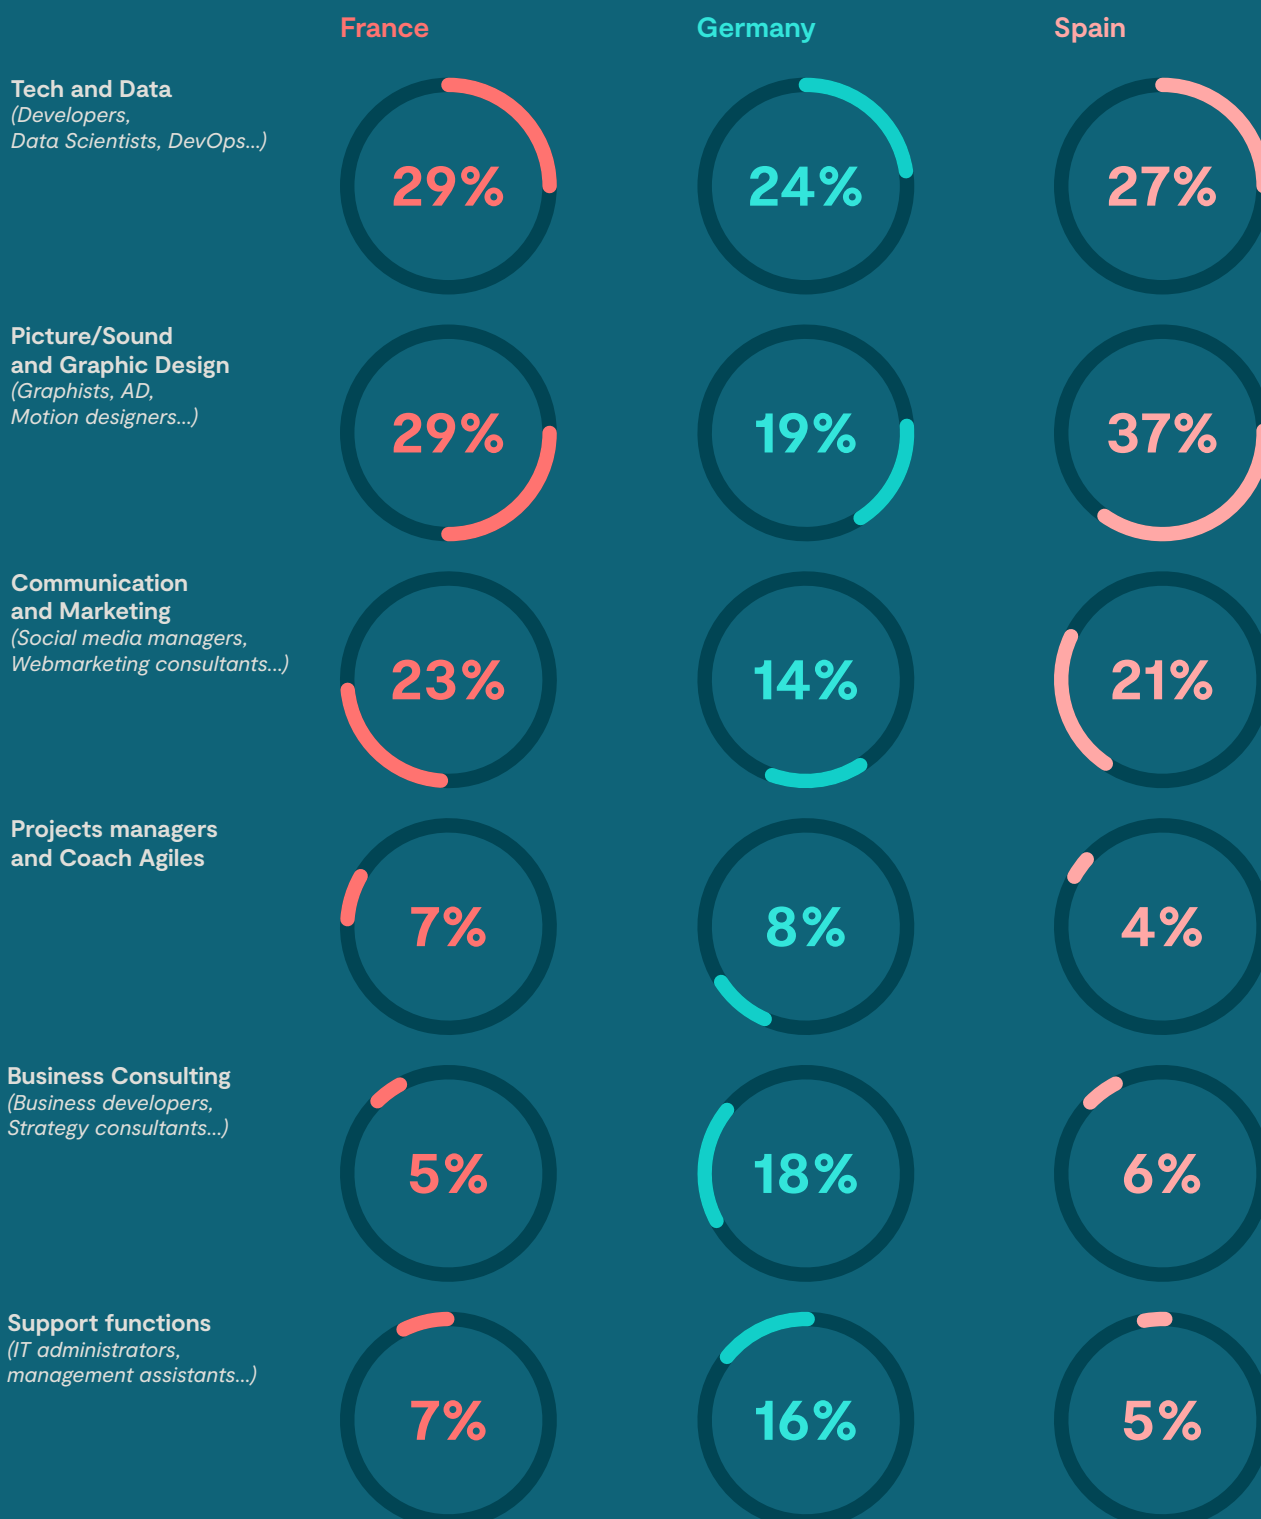 France
Germany
Spain
Tech and Data
(Developers,
Data Scientists, DevOps...)
29%
24%
27%
Picture/Sound
and Graphic Design
(Graphists, AD,
Motion designers...)
29%
19%
37%
Communication
and Marketing
(Social media managers,
Webmarketing consultants...)
23%
14%
21%
Projects managers
and Coach Agiles
7%
8%
4%
Business Consulting
(Business developers,
Strategy consultants...)
5%
18%
6%
Support functions
(IT administrators,
management assistants...)
7%
16%
5%